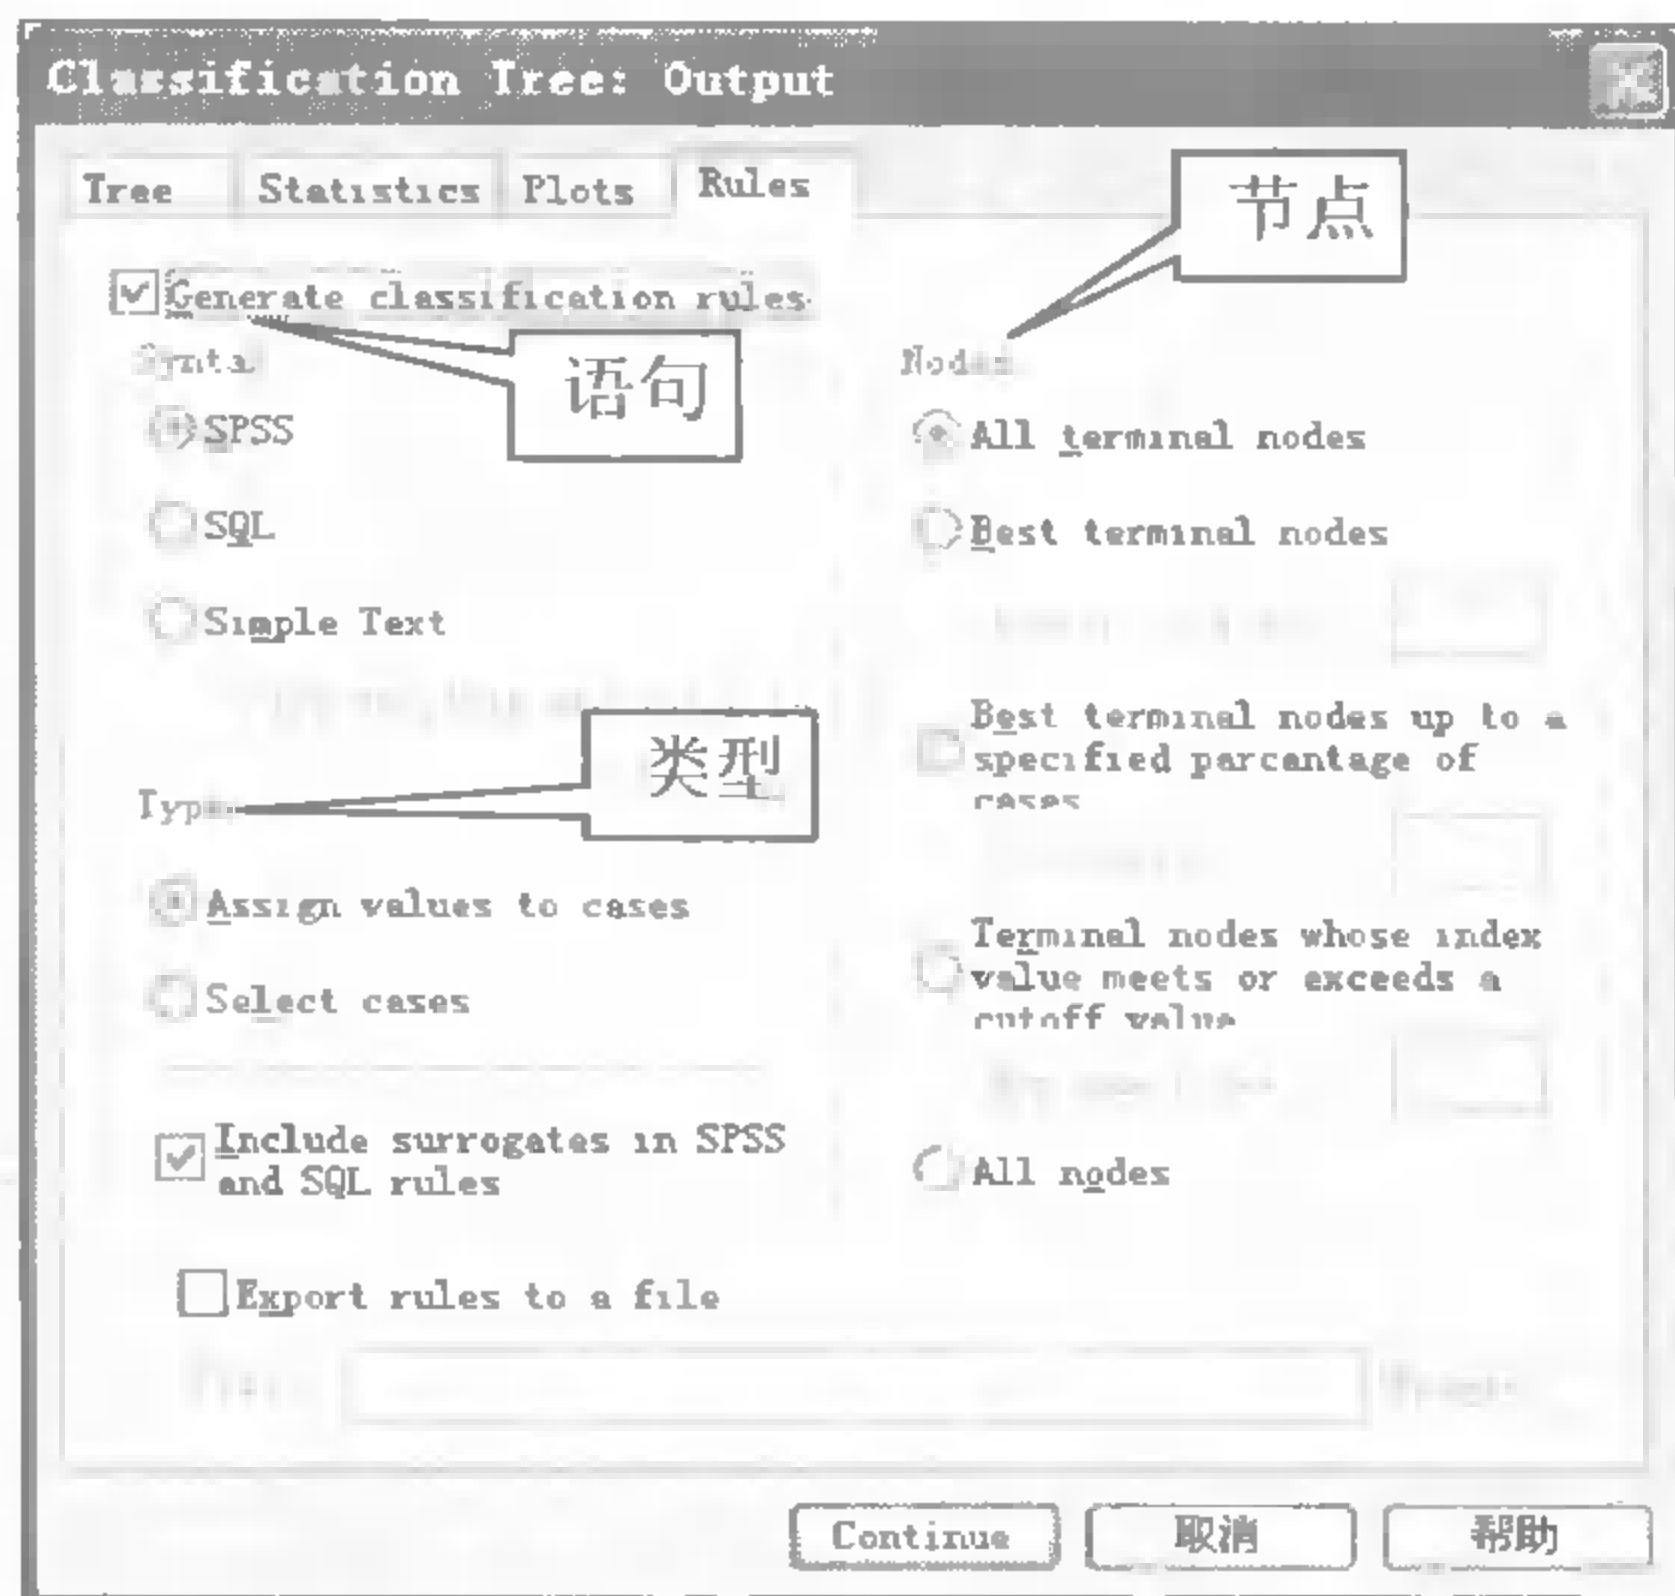 Classification Tree: Output
Tree Statistics Plots Rules
节点
Generate classification rules
语句
SPSS
SQL
Simple Text
类型
Assign values to cases
Select cases
Include surrogates in SPSS
and SQL rules
Export rules to a file
Nodes
All terminal nodes
Best terminal nodes
Best terminal nodes up to a
specified percentage of
cases
Terminal nodes whose index
value meets or exceeds a
cutoff value
All nodes
Continue 取消 帮助